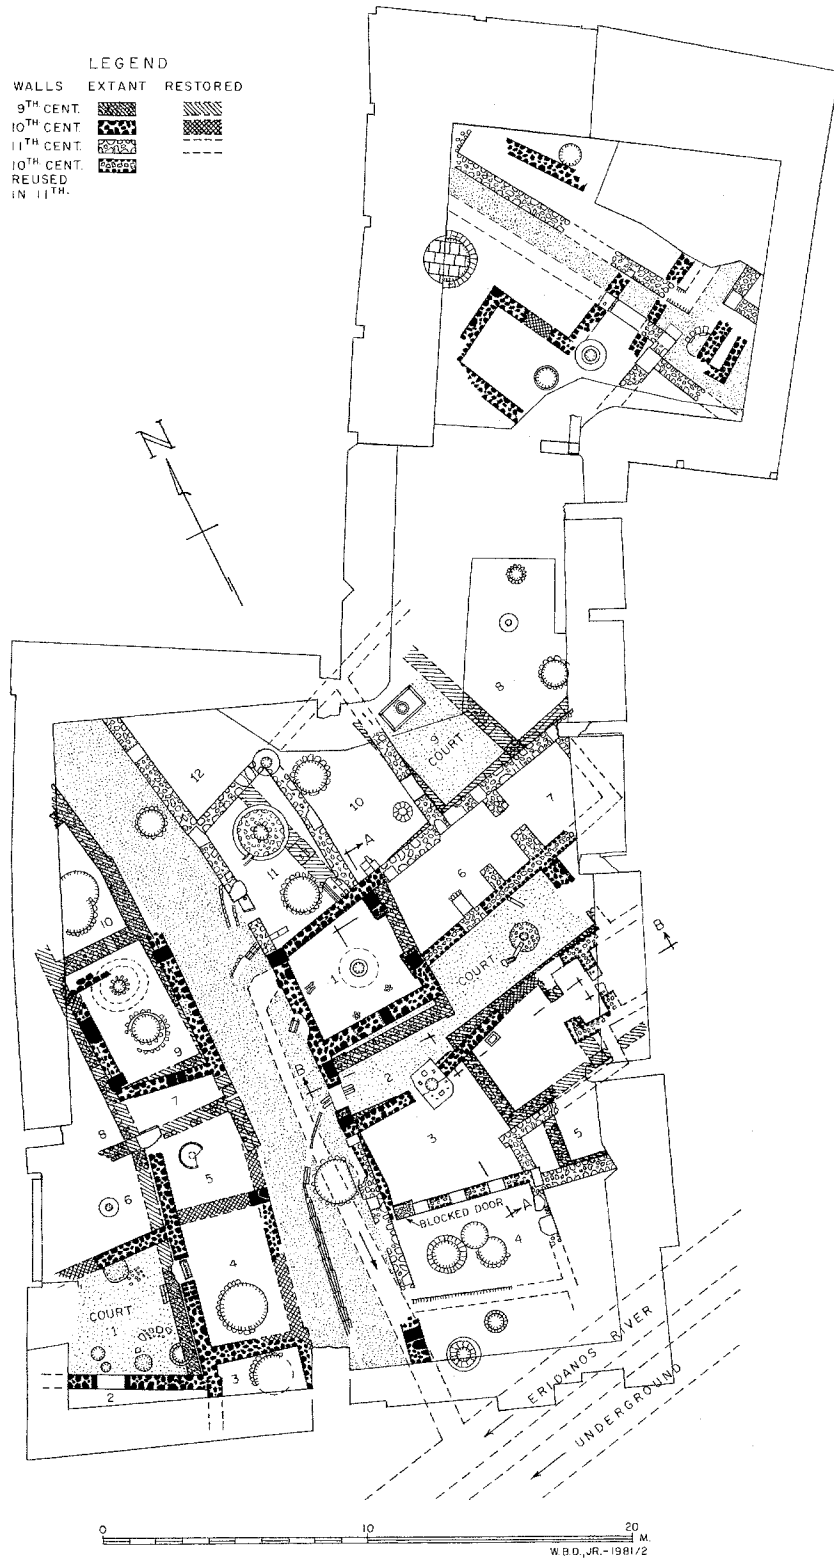 LEGEND
WALLS EXTANT RESTORED
9TH CENT.
10TH CENT.
11TH CENT.
10TH CENT.
REUSED
IN 11TH.
N
8
9
COURT
12
10
7
A
11
6
10
1
COURT
B
9
B
2
7
3
8
5
5
6
BLOCKED DOOR
A
4
4
COURT
1
ERIDANOS RIVER
UNDERGROUND
3
2
0 10 20
M.
W.B.D., JR.-1981/2